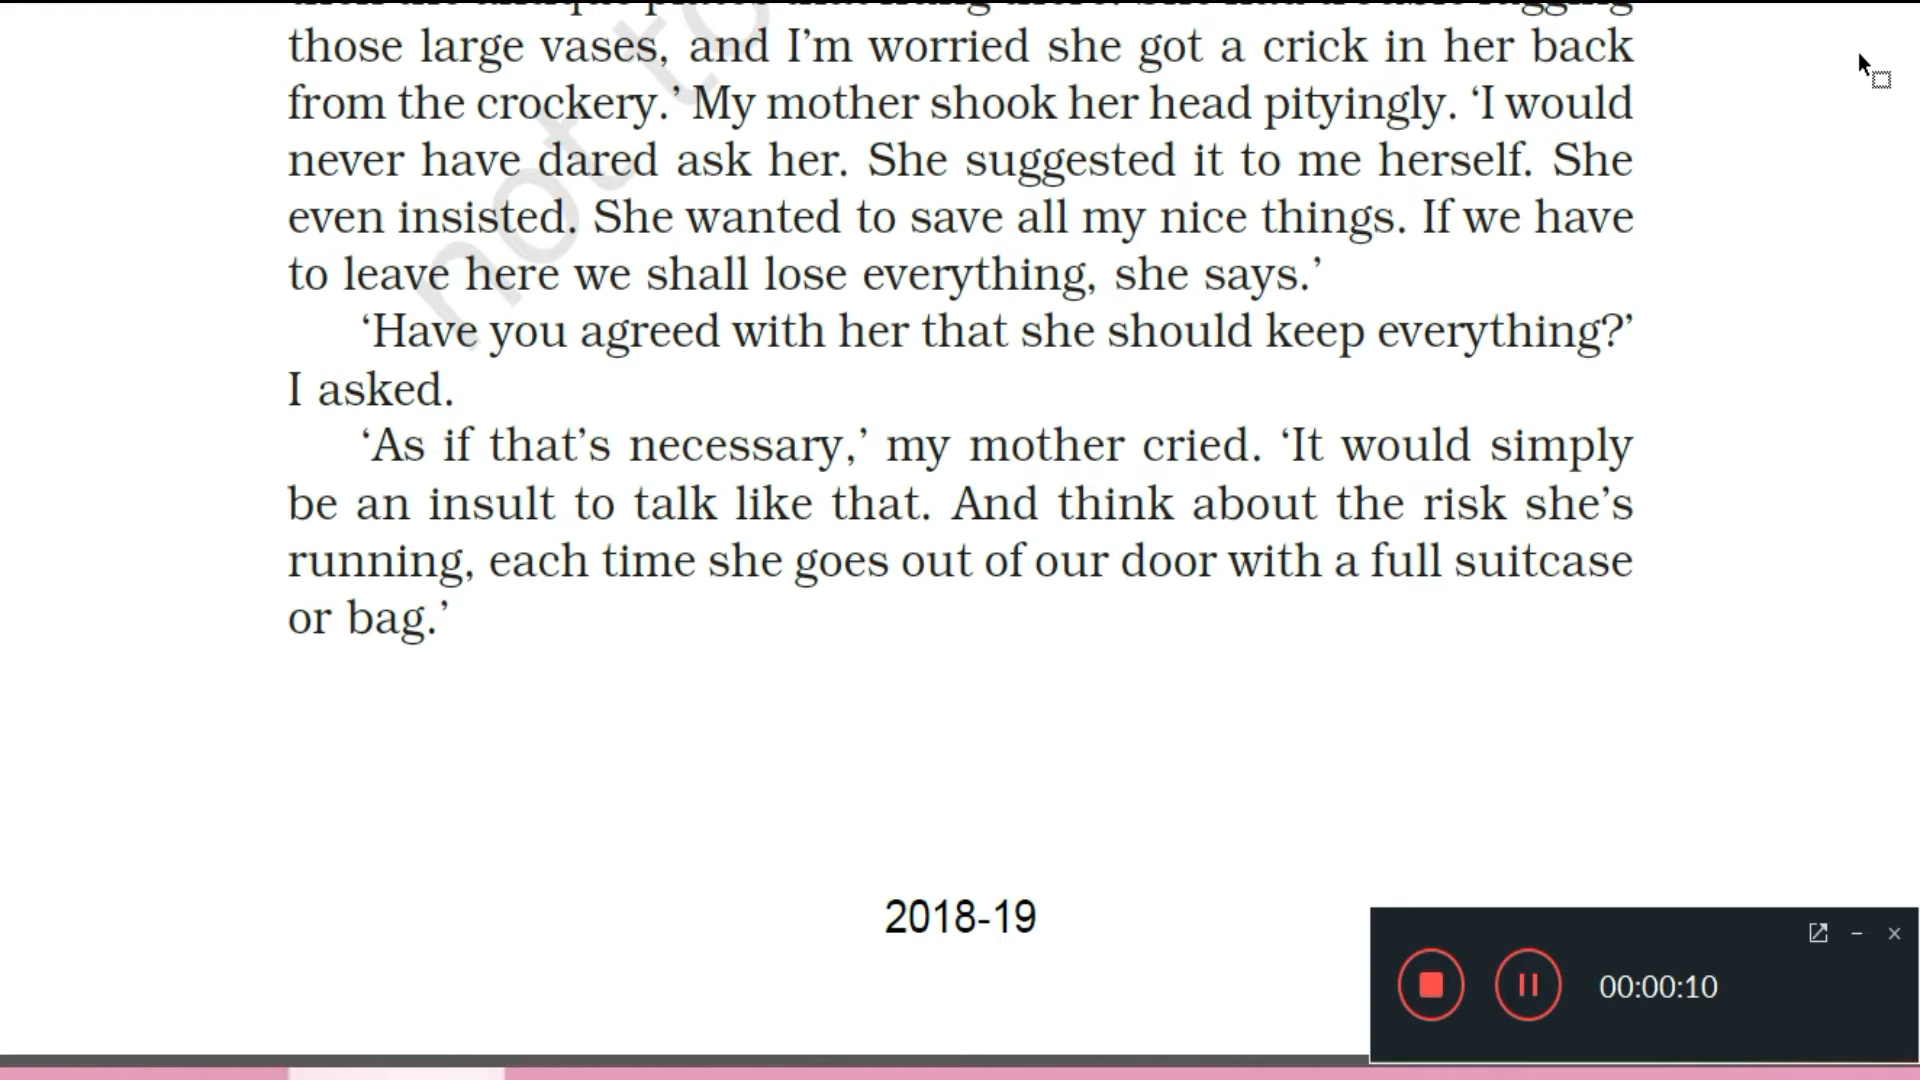 those large vases, and I’m worried she got a crick in her back
from the crockery.’ My mother shook her head pityingly. ‘I would
never have dared ask her. She suggested it to me herself. She
even insisted. She wanted to save all my nice things. If we have
to leave here we shall lose everything, she says.’
‘Have you agreed with her that she should keep everything?’
I asked.
‘As if that’s necessary,’ my mother cried. ‘It would simply
be an insult to talk like that. And think about the risk she’s
running, each time she goes out of our door with a full suitcase
or bag.’
not to
2018-19
00:00:10